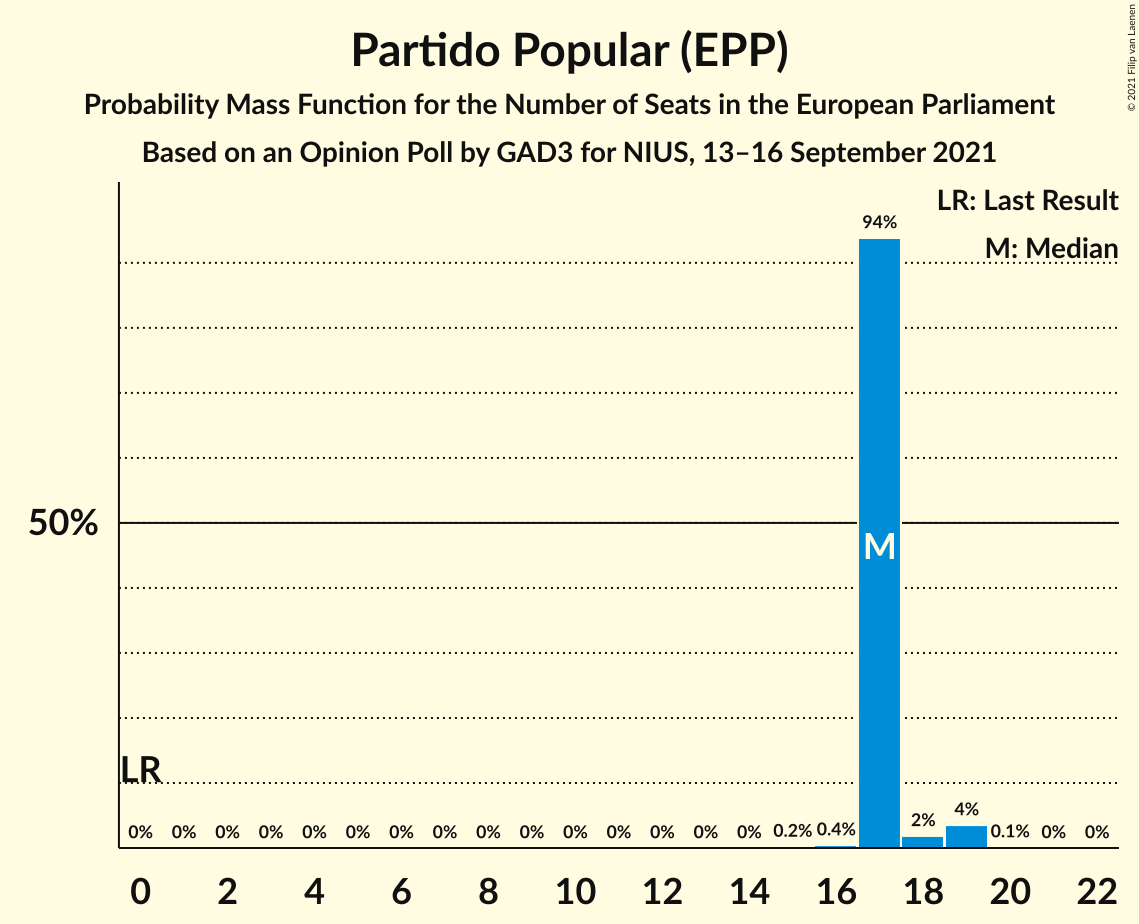 Partido Popular (EPP)
Probability Mass Function for the Number of Seats in the European Parliament
Based on an Opinion Poll by GAD3 for NIUS, 13–16 September 2021
© 2021 Filip van Laenen
LR: Last Result
M: Median
94%
50%
M
LR
0% 0% 0% 0% 0% 0% 0% 0% 0% 0% 0% 0% 0% 0% 0% 0.2% 0.4% 2% 4% 0.1% 0% 0%
0 2 4 6 8 10 12 14 16 18 20 22